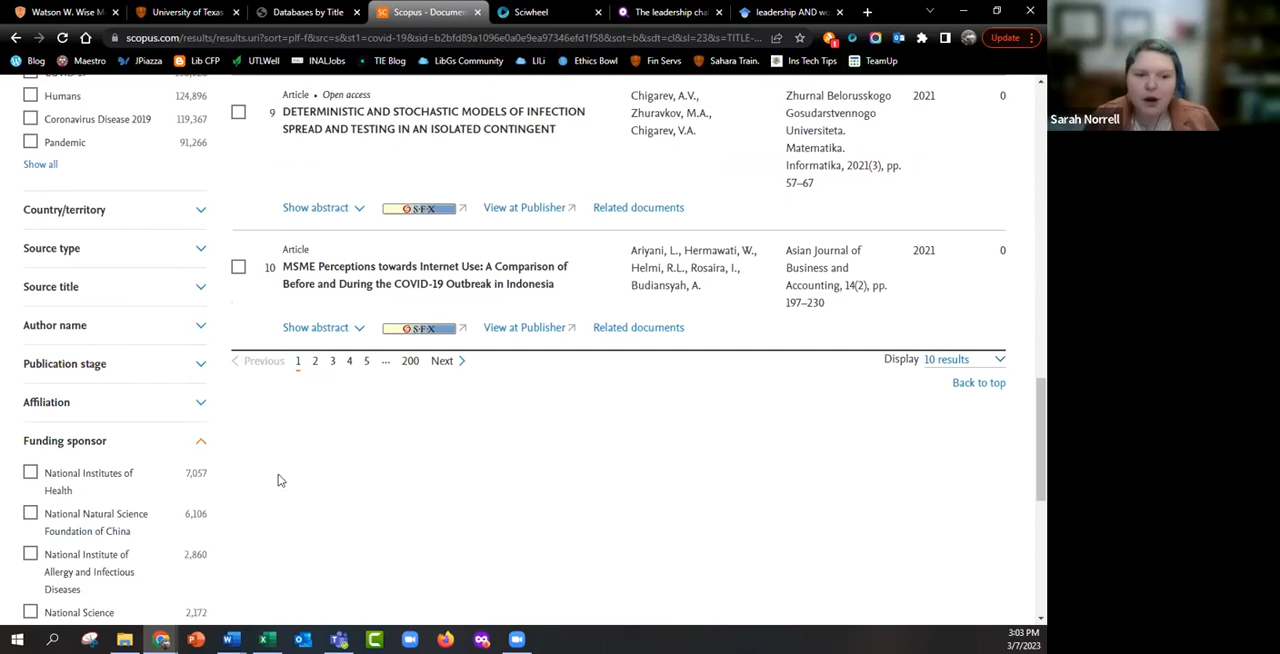 Watson W. Wise M
University of Texas
Databases by Title
Scopus - Documen
Sciwheel
The leadership cha
leadership AND wo
scopus.com/results/results.uri?sort=plf-f&src=s&st1=covid-19&sid=b2bfd89a1096e0a0e9ea97346efd1f58&sot=b&sdt=cl&sl=23&s=TITLE-...
Update
Blog
Maestro
JPiazza
Lib CFP
UTLWell
INALJobs
TIE Blog
LibGs Community
LILi
Ethics Bowl
Fin Servs
Sahara Train.
Ins Tech Tips
TeamUp
Humans 124,896
Coronavirus Disease 2019 119,367
Pandemic 91,266
Show all
Country/territory
Source type
Source title
Author name
Publication stage
Affiliation
Funding sponsor
National Institutes of 7,057
Health
National Natural Science 6,106
Foundation of China
National Institute of 2,860
Allergy and Infectious
Diseases
National Science 2,172
Article • Open access
9 DETERMINISTIC AND STOCHASTIC MODELS OF INFECTION
SPREAD AND TESTING IN AN ISOLATED CONTINGENT
Chigarev, A.V.,
Zhuravkov, M.A.,
Chigarev, V.A.
Zhurnal Belorusskogo
Gosudarstvennogo
Universiteta.
Matematika.
Informatika, 2021(3), pp.
57–67
2021
0
Show abstract S·F·X View at Publisher Related documents
Article
10 MSME Perceptions towards Internet Use: A Comparison of
Before and During the COVID-19 Outbreak in Indonesia
Ariyani, L., Hermawati, W.,
Helmi, R.L., Rosaira, I.,
Budiansyah, A.
Asian Journal of
Business and
Accounting, 14(2), pp.
197–230
2021
0
Show abstract S·F·X View at Publisher Related documents
Previous 1 2 3 4 5 ... 200 Next
Display 10 results
Back to top
Sarah Norrell
3:03 PM
3/7/2023